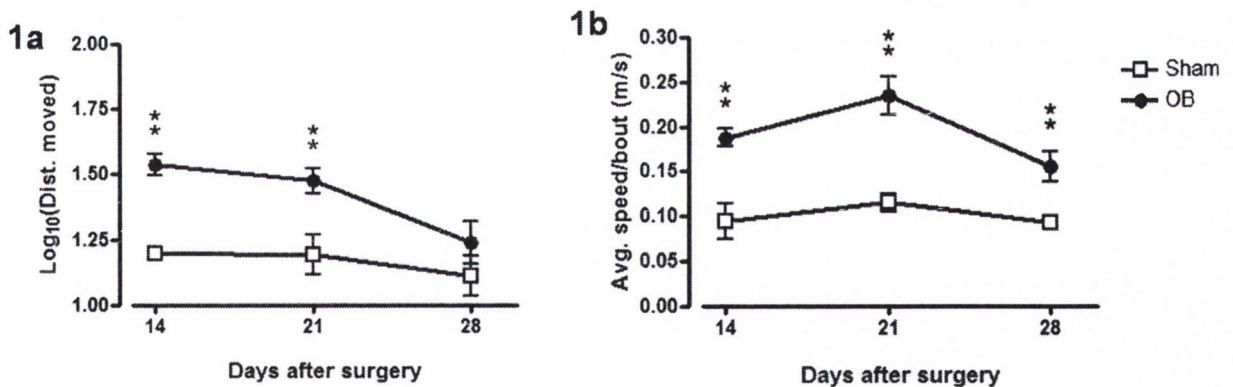 1a
Log10(Dist. moved)
2.00
1.75
1.50
1.25
1.00
**
**
14
21
28
Days after surgery
1b
Avg. speed/bout (m/s)
0.30
0.25
0.20
0.15
0.10
0.05
0.00
**
**
**
14
21
28
Days after surgery
Sham
OB